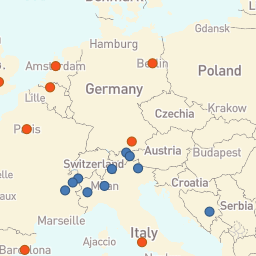 Gdansk
Hamburg
Amsterdam
Berlin
Poland
Germany
Lille
Krakow
Czechia
Paris
Budapest
Austria
Switzerland
Croatia
Milan
Serbia
Marseille
Italy
Ajaccio
Barcelona